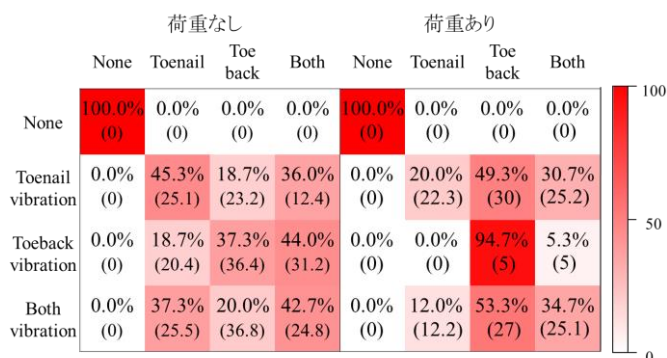 荷重なし 荷重あり
None Toenail Toe back Both None Toenail Toe back Both
None 100.0% 0.0% 0.0% 0.0% 100.0% 0.0% 0.0% 0.0%
(0) (0) (0) (0) (0) (0) (0) (0)
Toenail vibration 0.0% 45.3% 18.7% 36.0% 0.0% 20.0% 49.3% 30.7%
(0) (25.1) (23.2) (12.4) (0) (22.3) (30) (25.2)
Toeback vibration 0.0% 18.7% 37.3% 44.0% 0.0% 0.0% 94.7% 5.3%
(0) (20.4) (36.4) (31.2) (0) (0) (5) (5)
Both vibration 0.0% 37.3% 20.0% 42.7% 0.0% 12.0% 53.3% 34.7%
(0) (25.5) (36.8) (24.8) (0) (12.2) (27) (25.1)
100
50